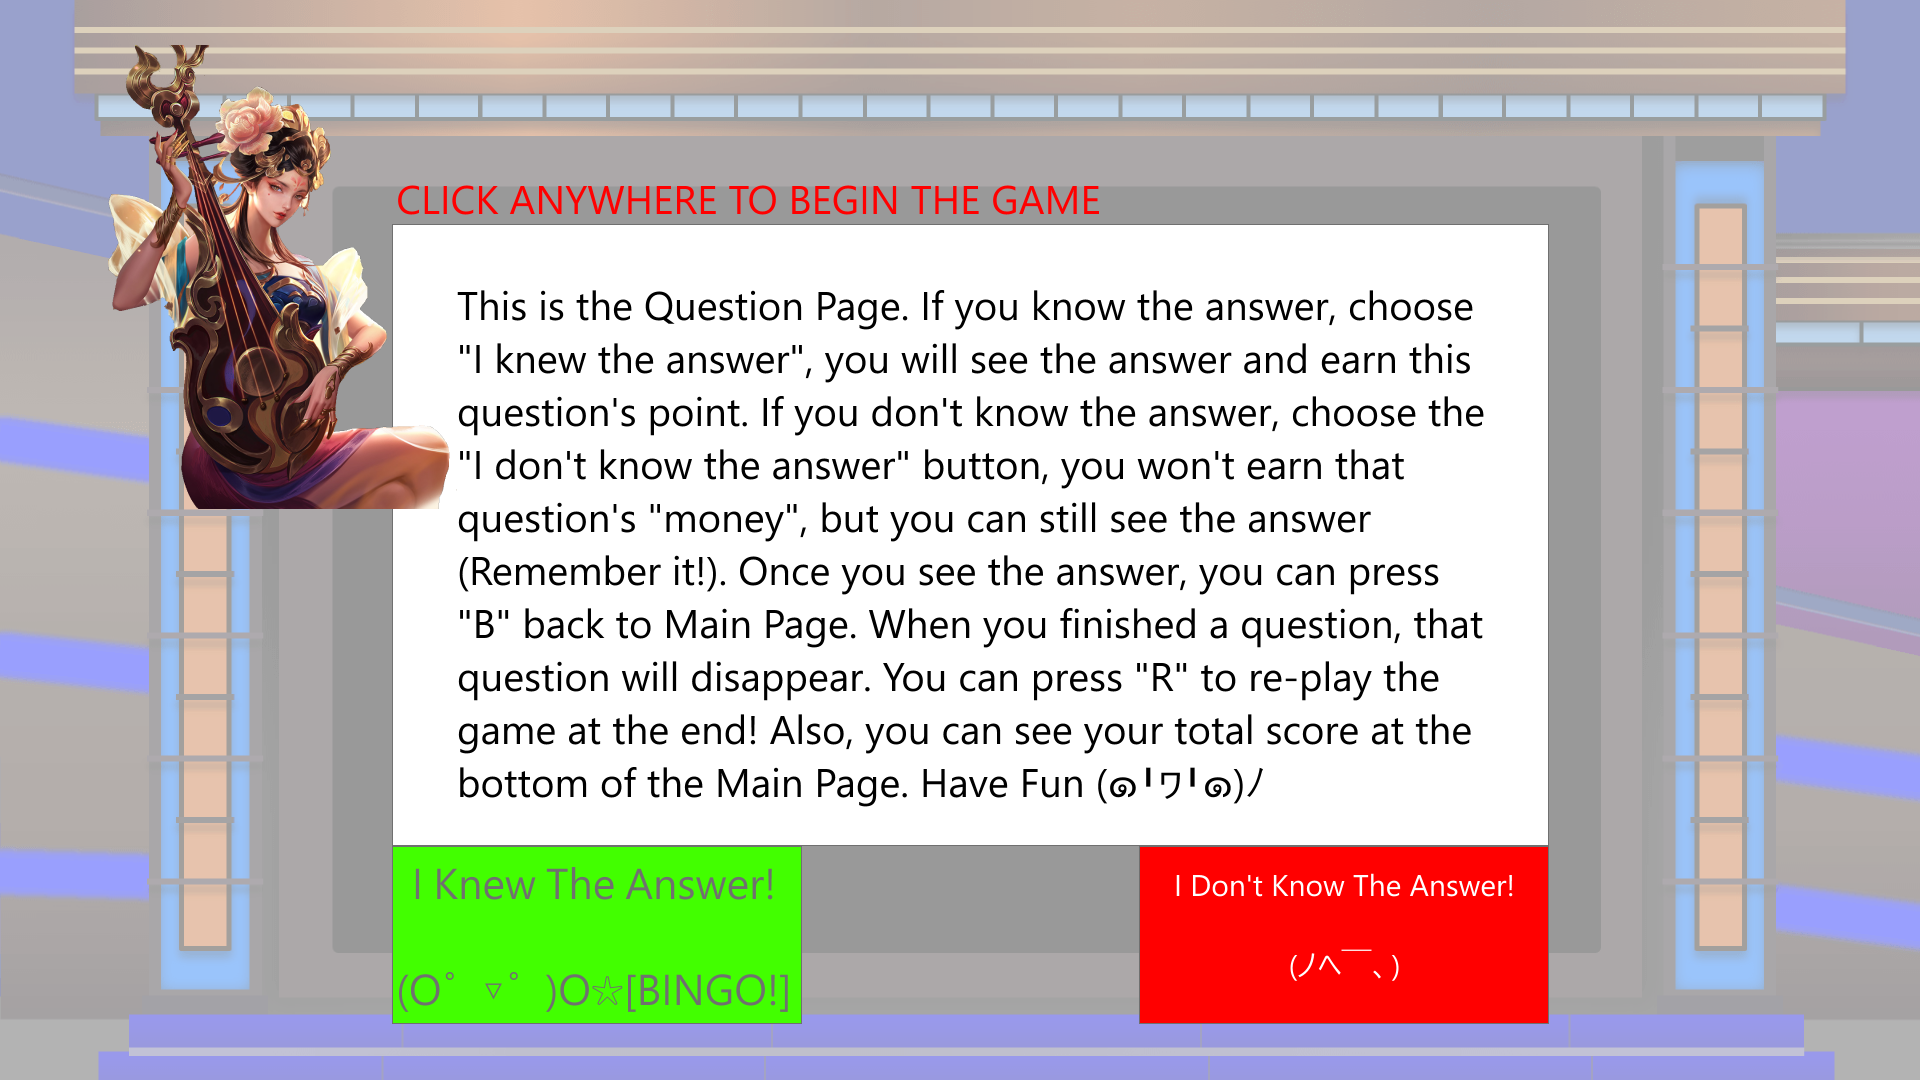 CLICK ANYWHERE TO BEGIN THE GAME
This is the Question Page. If you know the answer, choose
"I knew the answer", you will see the answer and earn this
question's point. If you don't know the answer, choose the
"I don't know the answer" button, you won't earn that
question's "money", but you can still see the answer
(Remember it!). Once you see the answer, you can press
"B" back to Main Page. When you finished a question, that
question will disappear. You can press "R" to re-play the
game at the end! Also, you can see your total score at the
bottom of the Main Page. Have Fun (๑╹ヮ╹๑)ﾉ
I Knew The Answer!
(O゜▽゜)O☆[BINGO!]
I Don't Know The Answer!
(ノへ￣、)